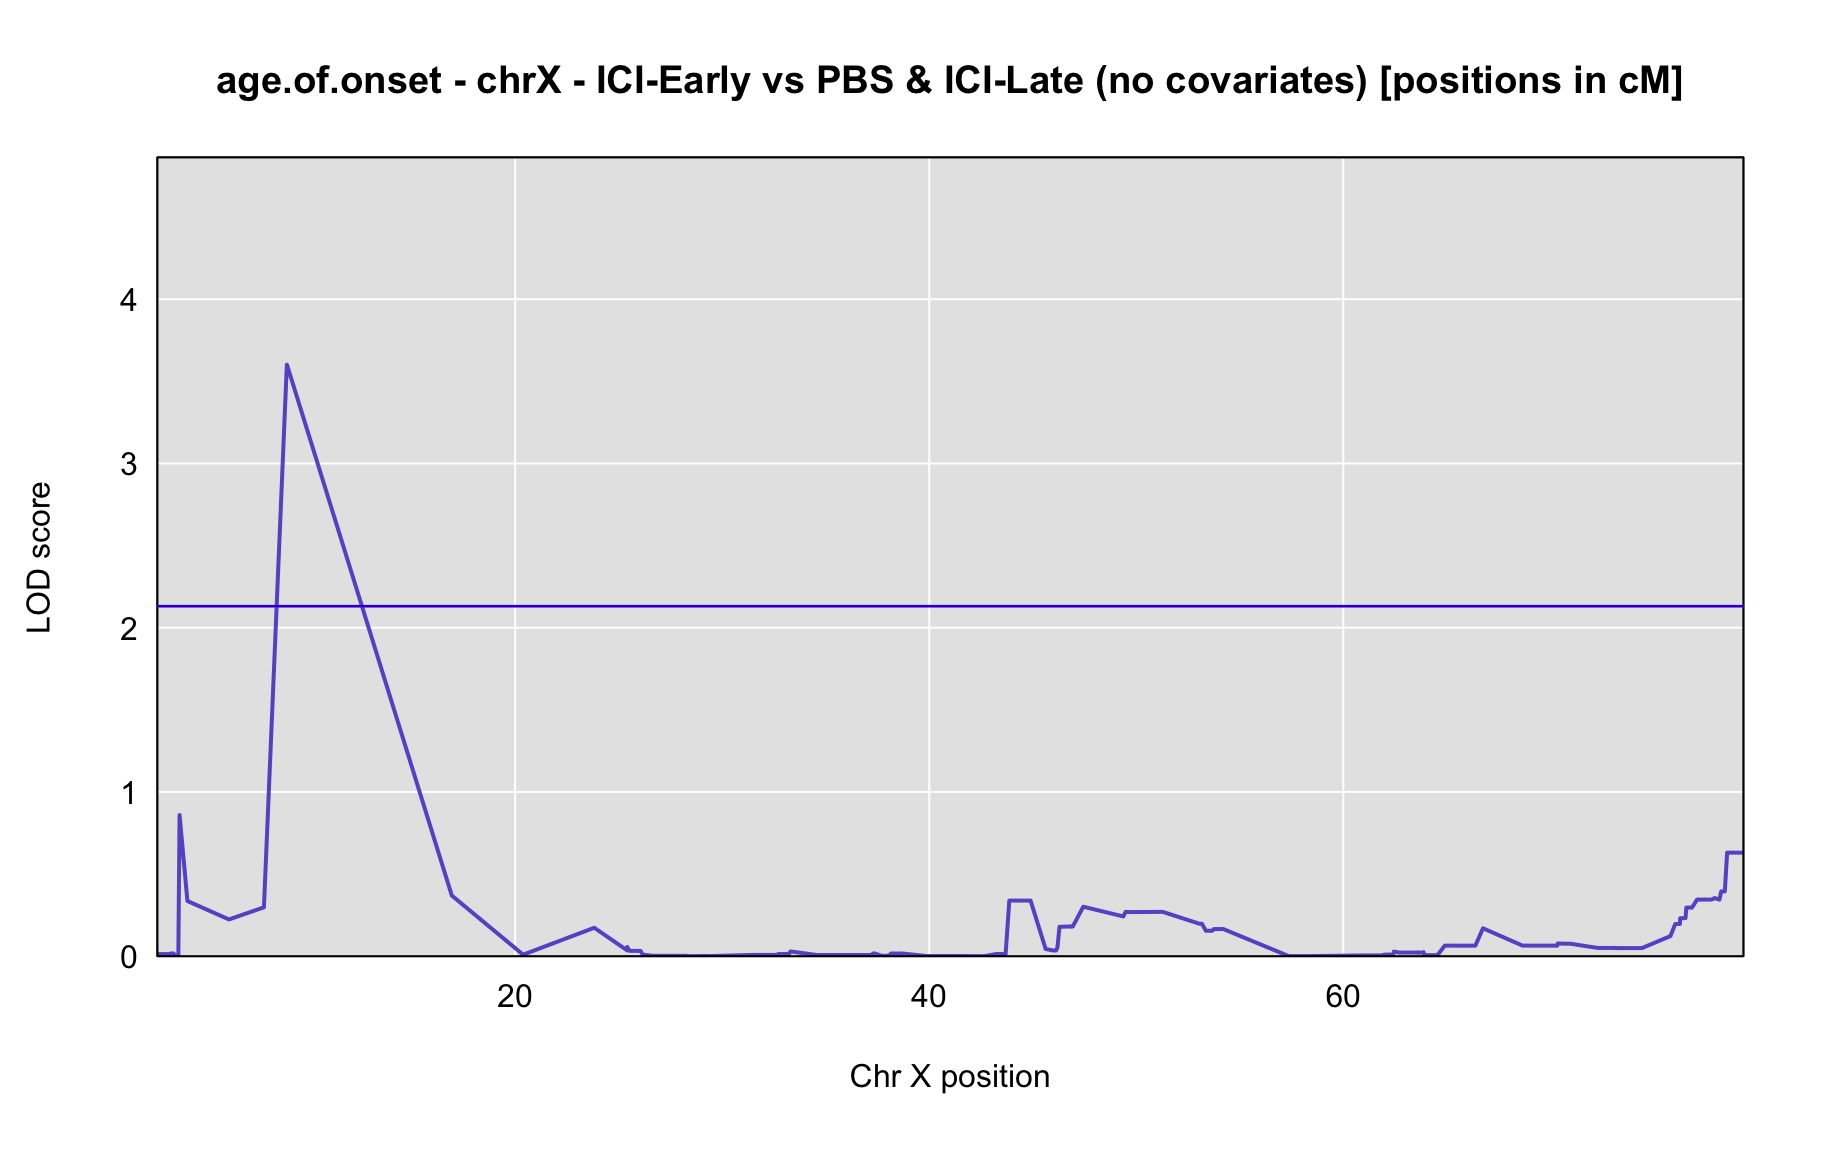 age.of.onset - chrX - ICI-Early vs PBS & ICI-Late (no covariates) [positions in cM]
4
3
2
1
0
LOD score
20 40 60
Chr X position